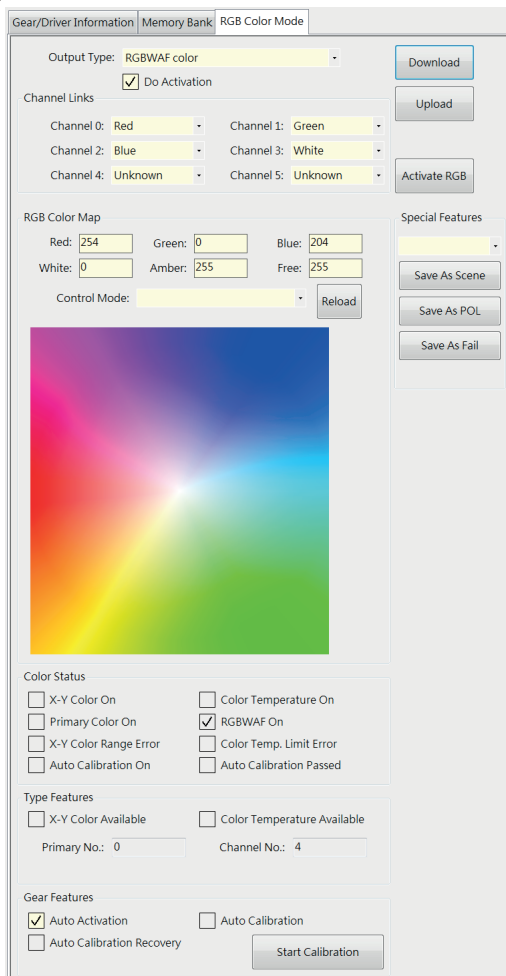 Gear/Driver Information Memory Bank RGB Color Mode
Output Type: RGBWAF color
Do Activation
Download
Channel Links
Upload
Channel 0: Red Channel 1: Green
Channel 2: Blue Channel 3: White
Channel 4: Unknown Channel 5: Unknown
Activate RGB
RGB Color Map
Special Features
Red: 254 Green: 0 Blue: 204
White: 0 Amber: 255 Free: 255
Control Mode:
Reload
Save As Scene
Save As POL
Save As Fail
Color Status
X-Y Color On Color Temperature On
Primary Color On RGBWAF On
X-Y Color Range Error Color Temp. Limit Error
Auto Calibration On Auto Calibration Passed
Type Features
X-Y Color Available Color Temperature Available
Primary No.: 0 Channel No.: 4
Gear Features
Auto Activation Auto Calibration
Auto Calibration Recovery
Start Calibration